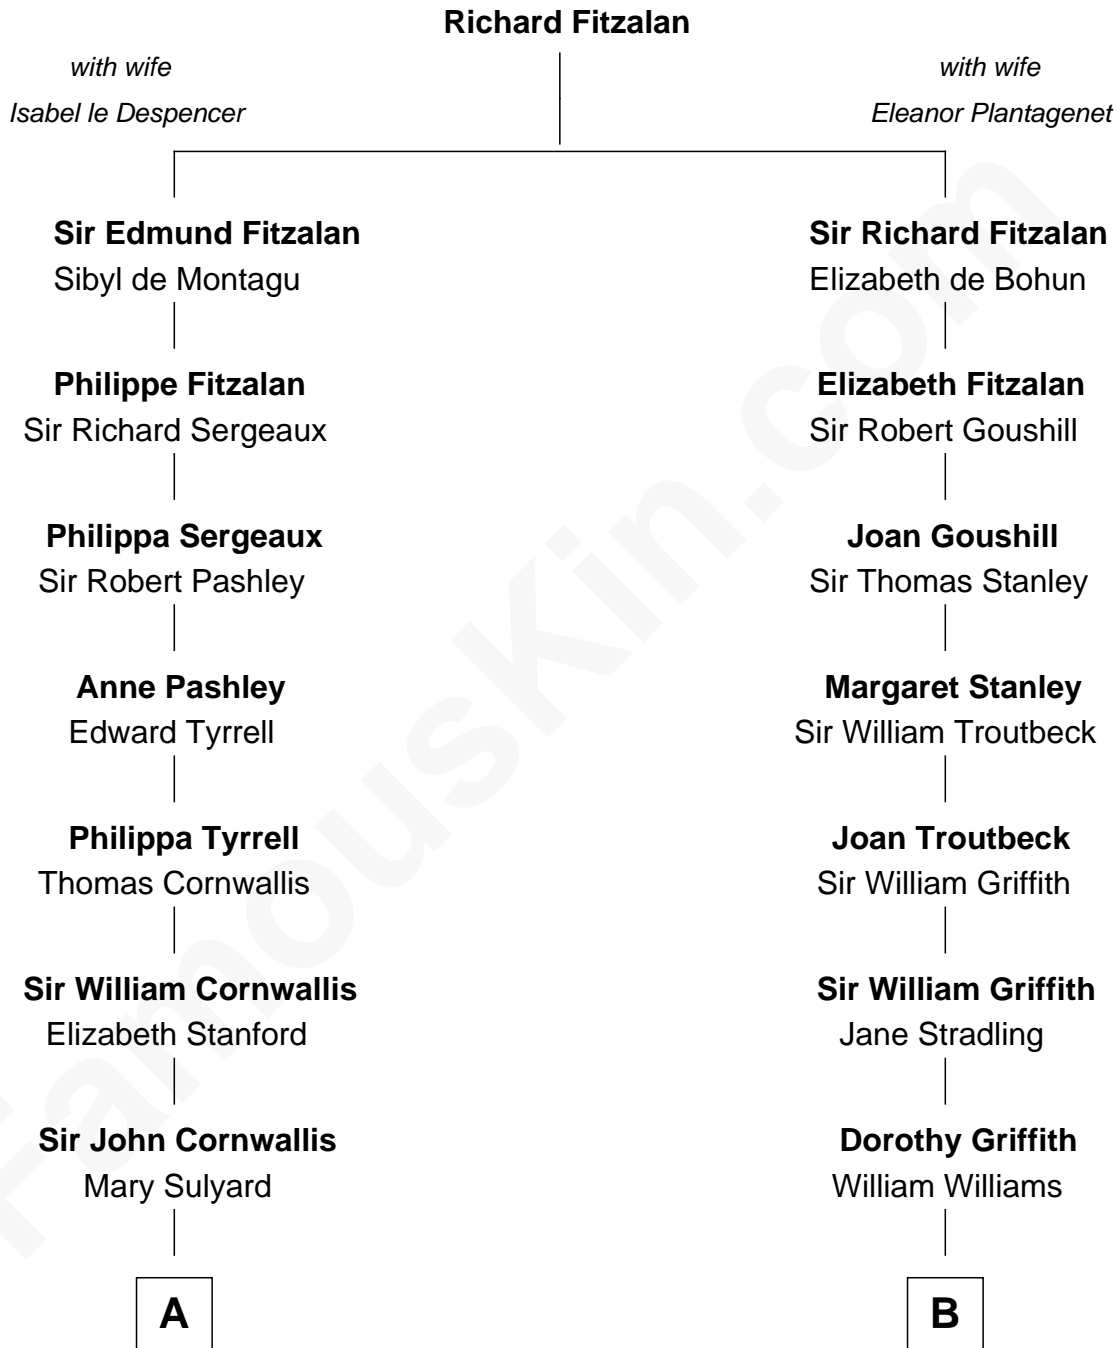 Richard Fitzalan
with wife
Isabel le Despencer
with wife
Eleanor Plantagenet
Sir Edmund Fitzalan
Sibyl de Montagu
Sir Richard Fitzalan
Elizabeth de Bohun
Philippe Fitzalan
Sir Richard Sergeaux
Elizabeth Fitzalan
Sir Robert Goushill
Philippa Sergeaux
Sir Robert Pashley
Joan Goushill
Sir Thomas Stanley
Anne Pashley
Edward Tyrrell
Margaret Stanley
Sir William Troutbeck
Philippa Tyrrell
Thomas Cornwallis
Joan Troutbeck
Sir William Griffith
Sir William Cornwallis
Elizabeth Stanford
Sir William Griffith
Jane Stradling
Sir John Cornwallis
Mary Sulyard
Dorothy Griffith
William Williams
A
B
FamousKin.com